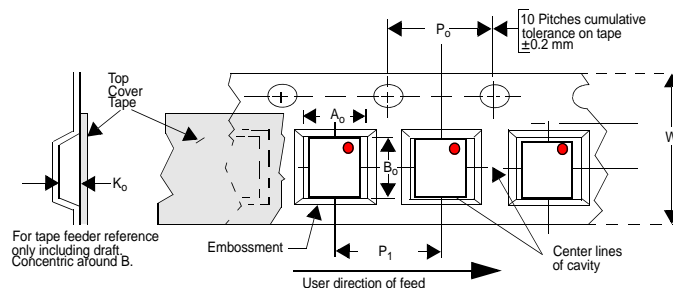 10 Pitches cumulative
tolerance on tape
±0.2 mm
Po
Top
Cover
Tape
Ao
W
Bo
Ko
For tape feeder reference
only including draft.
Concentric around B.
Embossment
P1
Center lines
of cavity
User direction of feed